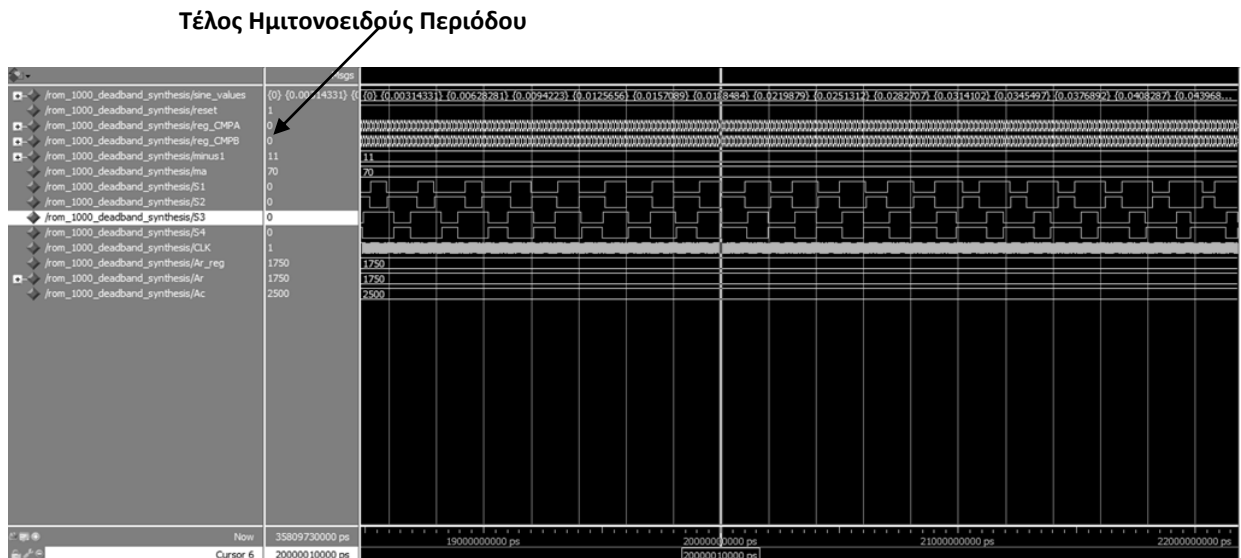 Τέλος Ημιτονοειδούς Περιόδου
Msgs
/rom_1000_deadband_synthesis/sine_values {0} {0.00314331} {0 {0} {0.00314331} {0.00628281} {0.0094223} {0.0125656} {0.0157089} {0.0188484} {0.0219879} {0.0251312} {0.0282707} {0.0314102} {0.0345497} {0.0376892} {0.0408287} {0.043968...
/rom_1000_deadband_synthesis/reset 1
/rom_1000_deadband_synthesis/reg_CMPA 0
/rom_1000_deadband_synthesis/reg_CMPB 0
/rom_1000_deadband_synthesis/minus1 11 11
/rom_1000_deadband_synthesis/ma 70 70
/rom_1000_deadband_synthesis/S1 0
/rom_1000_deadband_synthesis/S2 0
/rom_1000_deadband_synthesis/S3 0
/rom_1000_deadband_synthesis/S4 0
/rom_1000_deadband_synthesis/CLK 1
/rom_1000_deadband_synthesis/Ar_reg 1750 1750
/rom_1000_deadband_synthesis/Ar 1750 1750
/rom_1000_deadband_synthesis/Ac 2500 2500
Now 35809730000 ps 19000000000 ps 20000000000 ps 21000000000 ps 22000000000 ps
Cursor 6 20000010000 ps 20000010000 ps